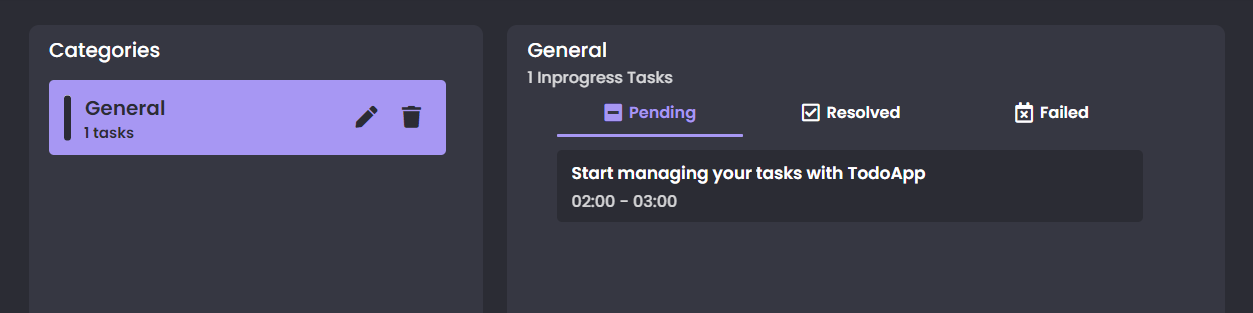 Categories
General
1 tasks
General
1 Inprogress Tasks
Pending
Resolved
Failed
Start managing your tasks with TodoApp
02:00 - 03:00